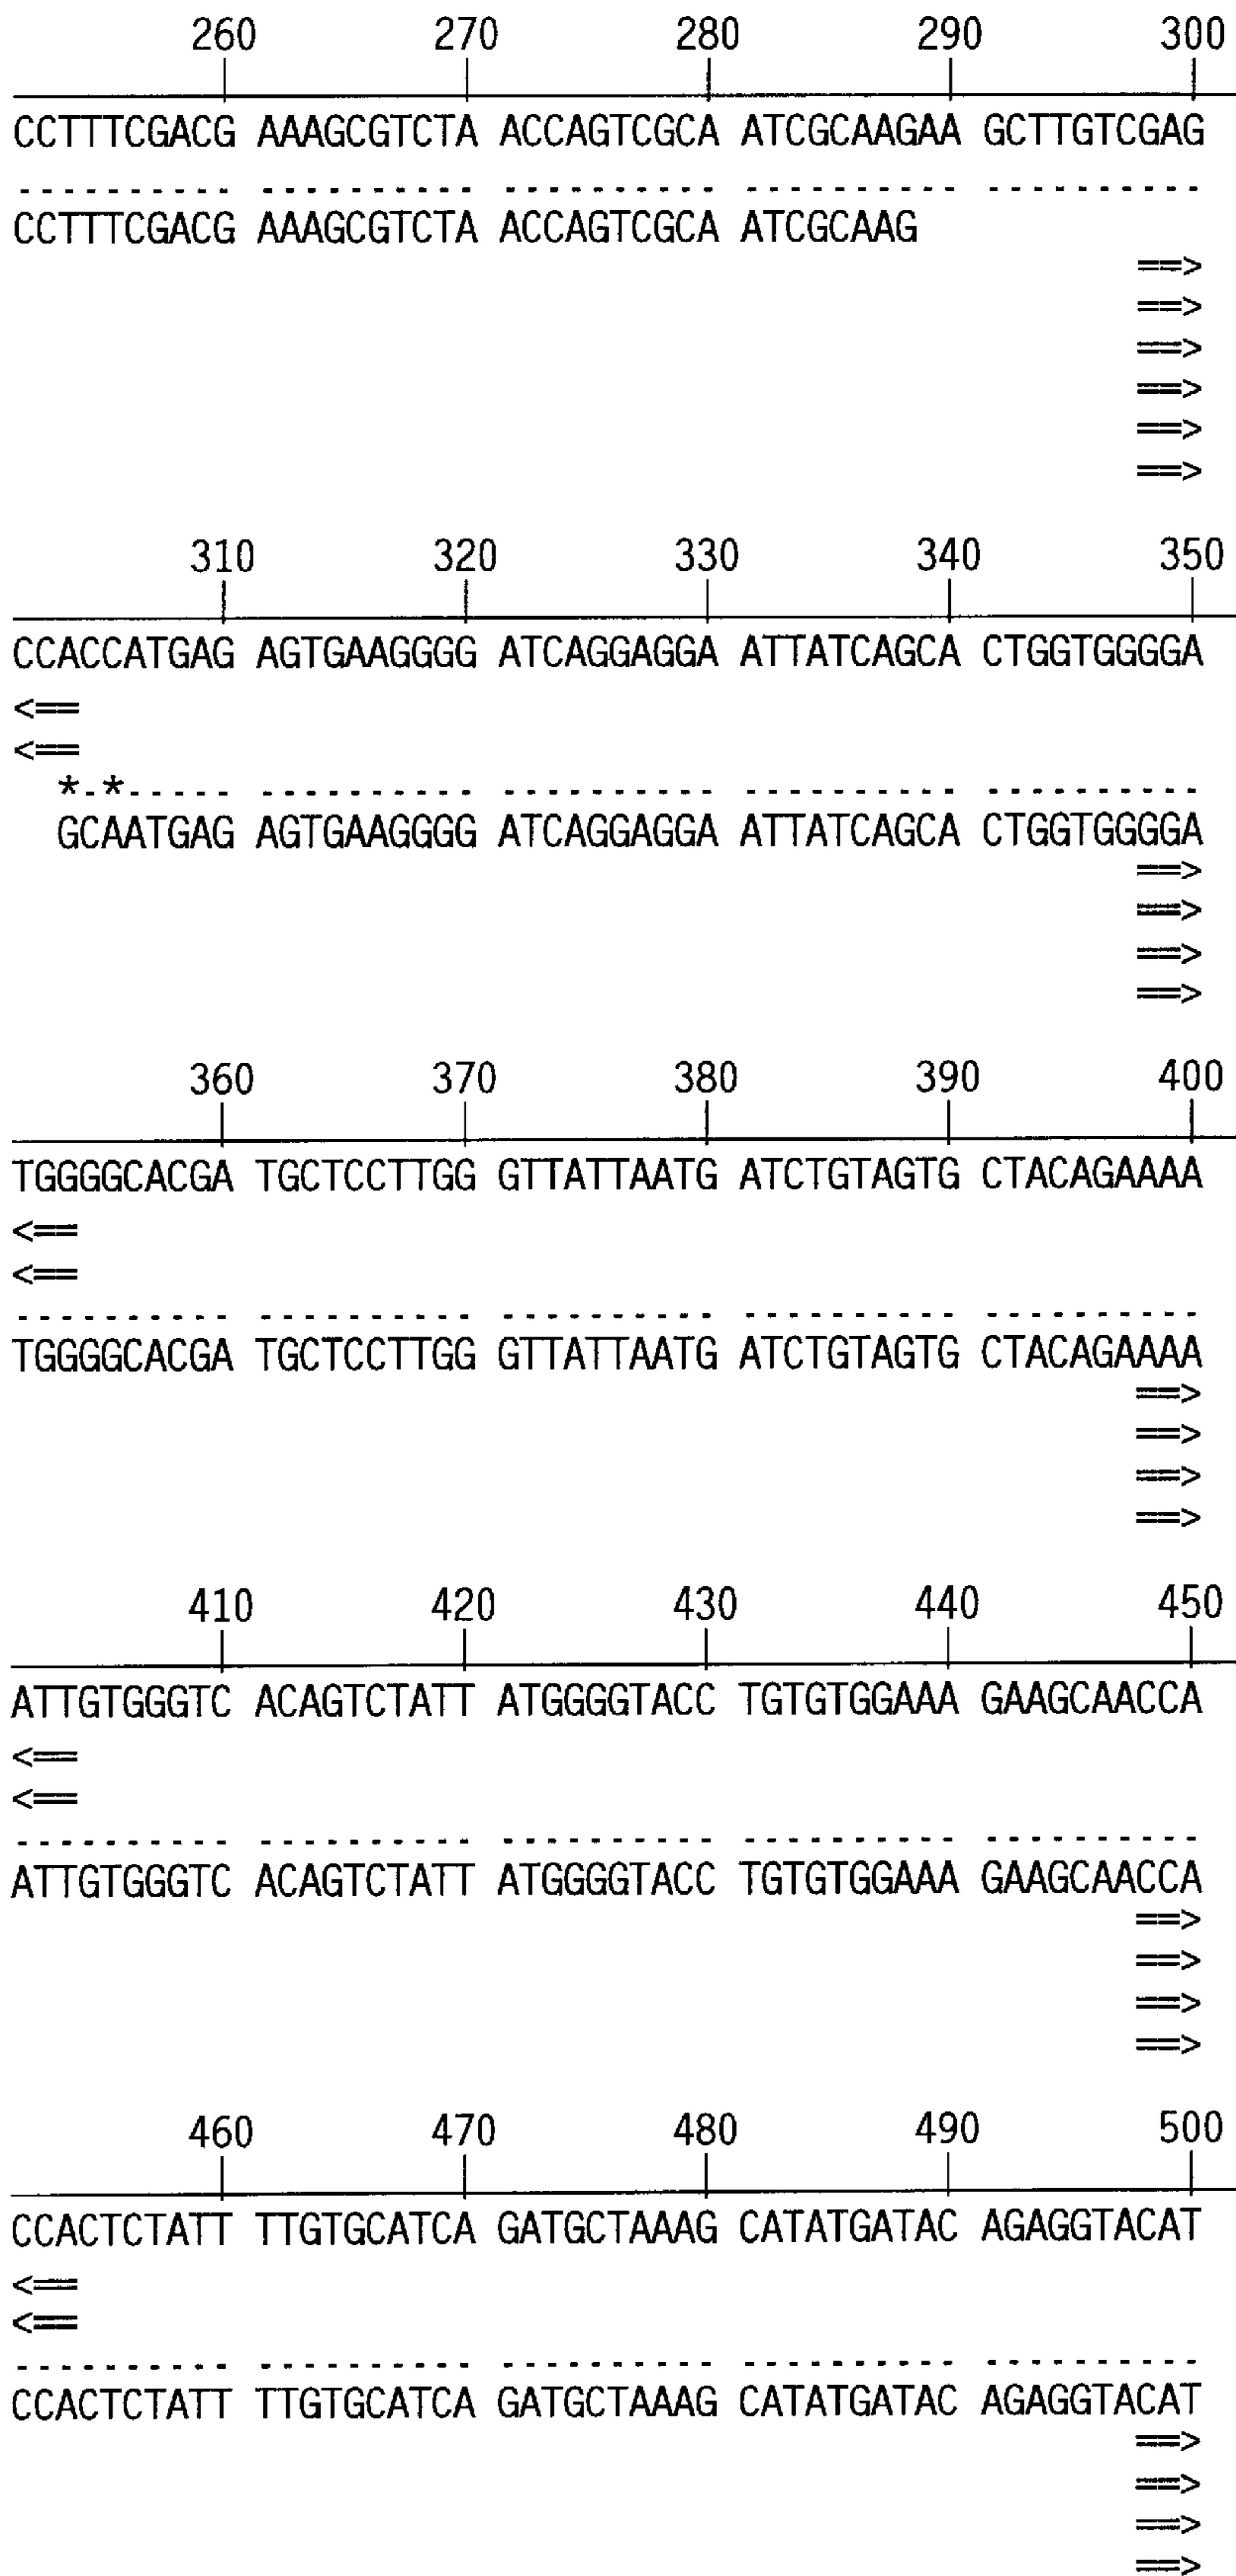 260 270 280 290 300
CCTTTCGACG AAAGCGTCTA ACCAGTCGCA ATCGCAAGAA GCTTGTCGAG
---------- ---------- ---------- ---------- ----------
CCTTTCGACG AAAGCGTCTA ACCAGTCGCA ATCGCAAG
==>
==>
==>
==>
==>
==>
310 320 330 340 350
CCACCATGAG AGTGAAGGGG ATCAGGAGGA ATTATCAGCA CTGGTGGGGA
<==
<==
*-*----- ---------- ---------- ---------- ----------
GCAATGAG AGTGAAGGGG ATCAGGAGGA ATTATCAGCA CTGGTGGGGA
==>
==>
==>
==>
360 370 380 390 400
TGGGGCACGA TGCTCCTTGG GTTATTAATG ATCTGTAGTG CTACAGAAAA
<==
<==
---------- ---------- ---------- ---------- ----------
TGGGGCACGA TGCTCCTTGG GTTATTAATG ATCTGTAGTG CTACAGAAAA
==>
==>
==>
==>
410 420 430 440 450
ATTGTGGGTC ACAGTCTATT ATGGGGTACC TGTGTGGAAA GAAGCAACCA
<==
<==
---------- ---------- ---------- ---------- ----------
ATTGTGGGTC ACAGTCTATT ATGGGGTACC TGTGTGGAAA GAAGCAACCA
==>
==>
==>
==>
460 470 480 490 500
CCACTCTATT TTGTGCATCA GATGCTAAAG CATATGATAC AGAGGTACAT
<==
<==
---------- ---------- ---------- ---------- ----------
CCACTCTATT TTGTGCATCA GATGCTAAAG CATATGATAC AGAGGTACAT
==>
==>
==>
==>